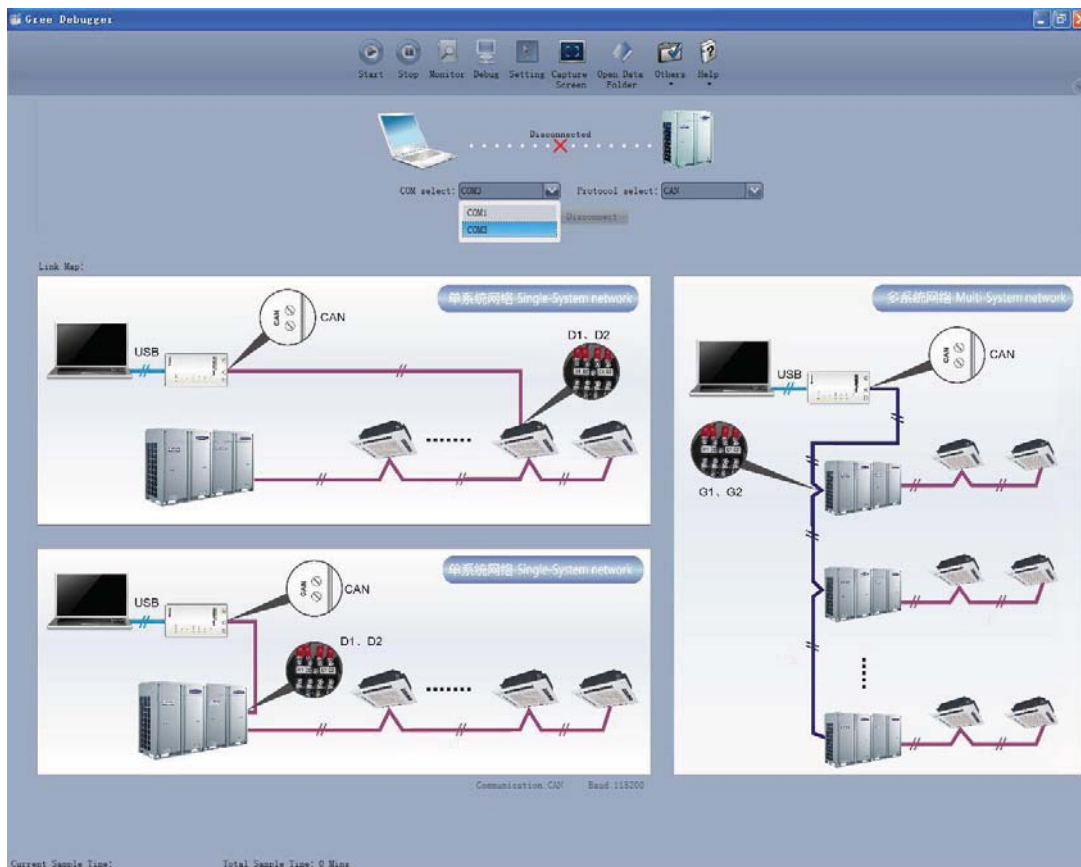 Gree Debugger
Start Stop Monitor Debug Setting Capture Screen Open Data Folder Others Help
Disconnected
COM select: COM3 Protocol select: CAN
COM1
COM3
Disconnect
Link Map:
单系统网络 Single-System network
CAN
CAN
USB
D1、D2
单系统网络 Single-System network
CAN
CAN
USB
D1、D2
多系统网络 Multi-System network
CAN
CAN
USB
G1、G2
Communication:CAN Baud:115200
Current Sample Time: Total Sample Time: 0 Mins